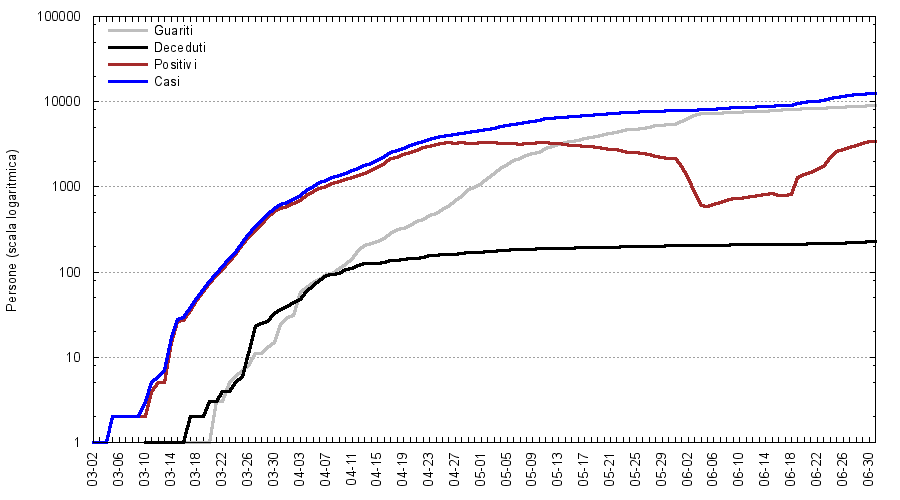 100000
10000
1000
100
10
1
Persone (scala logaritmica)
Guariti
Deceduti
Positivi
Casi
03-02 03-06 03-10 03-14 03-18 03-22 03-26 03-30 04-03 04-07 04-11 04-15 04-19 04-23 04-27 05-01 05-05 05-09 05-13 05-17 05-21 05-25 05-29 06-02 06-06 06-10 06-14 06-18 06-22 06-26 06-30